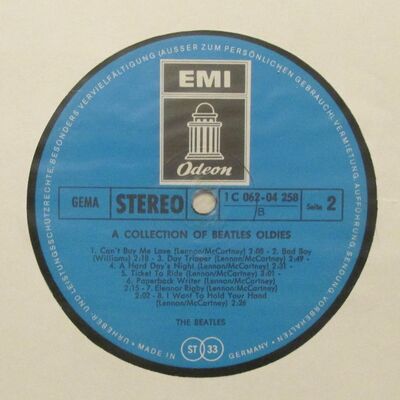 URHEBER- UND LEISTUNGSSCHUTZRECHTE, BESONDERS VERVIELFÄLTIGUNG (AUSSER ZUM PERSÖNLICHEN GEBRAUCH), VERMIETUNG, AUFFÜHRUNG, SENDUNG, VORBEHALTEN.
EMI
Odeon
GEMA
STEREO
1 C 062-04 258
B
Seite 2
A COLLECTION OF BEATLES OLDIES
1. Can't Buy Me Love (Lennon/McCartney) 2:08 - 2. Bad Boy
(Williams) 2:18 - 3. Day Tripper (Lennon/McCartney) 2:49 -
4. A Hard Day's Night (Lennon/McCartney) 2:31 -
5. Ticket To Ride (Lennon/McCartney) 3:01 -
6. Paperback Writer (Lennon/McCartney)
2:15 - 7. Eleanor Rigby (Lennon/McCartney)
2:02 - 8. I Want To Hold Your Hand
(Lennon/McCartney) 2:26
THE BEATLES
MADE IN
ST 33
GERMANY